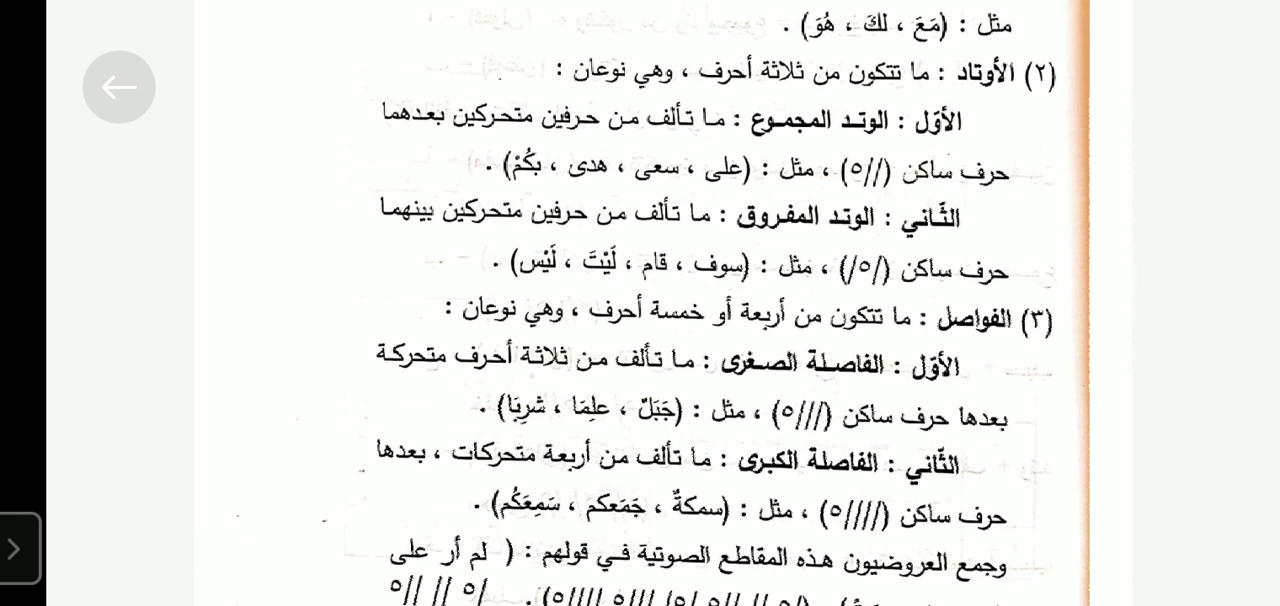 مثل : (مَعَ ، لكَ ، هُوَ) .
(٢) الأوتاد : ما تتكون من ثلاثة أحرف ، وهي نوعان :
الأوّل : الوتد المجموع : ما تألف من حرفين متحركين بعدهما
حرف ساكن (//٥) ، مثل : (على ، سعى ، هدى ، بكُمْ) .
الثّاني : الوتد المفروق : ما تألف من حرفين متحركين بينهما
حرف ساكن (/٥/) ، مثل : (سوف ، قام ، لَيْتَ ، لَيْس) .
(٣) الفواصل : ما تتكون من أربعة أو خمسة أحرف ، وهي نوعان :
الأوّل : الفاصلة الصغرى : ما تألف من ثلاثة أحرف متحركة
بعدها حرف ساكن (///٥) ، مثل : (جَبَلٌ ، علِمَا ، شرِبَا) .
الثّاني : الفاصلة الكبرى : ما تألف من أربعة متحركات ، بعدها
حرف ساكن (////٥) ، مثل : (سمكةٌ ، جَمَعكم ، سَمِعَكُم) .
وجمع العروضيون هذه المقاطع الصوتية في قولهم : ( لم أر على